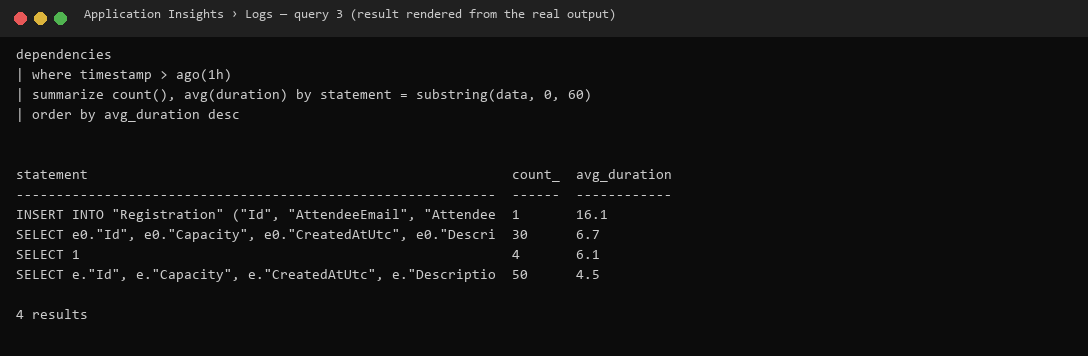 Application Insights › Logs — query 3 (result rendered from the real output)
dependencies
| where timestamp > ago(1h)
| summarize count(), avg(duration) by statement = substring(data, 0, 60)
| order by avg_duration desc
statement count_ avg_duration
------------------------------------------------------------ ------ ------------
INSERT INTO "Registration" ("Id", "AttendeeEmail", "Attendee 1 16.1
SELECT e0."Id", e0."Capacity", e0."CreatedAtUtc", e0."Descri 30 6.7
SELECT 1 4 6.1
SELECT e."Id", e."Capacity", e."CreatedAtUtc", e."Descriptio 50 4.5
4 results